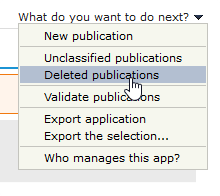 What do you want to do next?
New publication
Unclassified publications
Deleted publications
Validate publications
Export application
Export the selection...
Who manages this app?